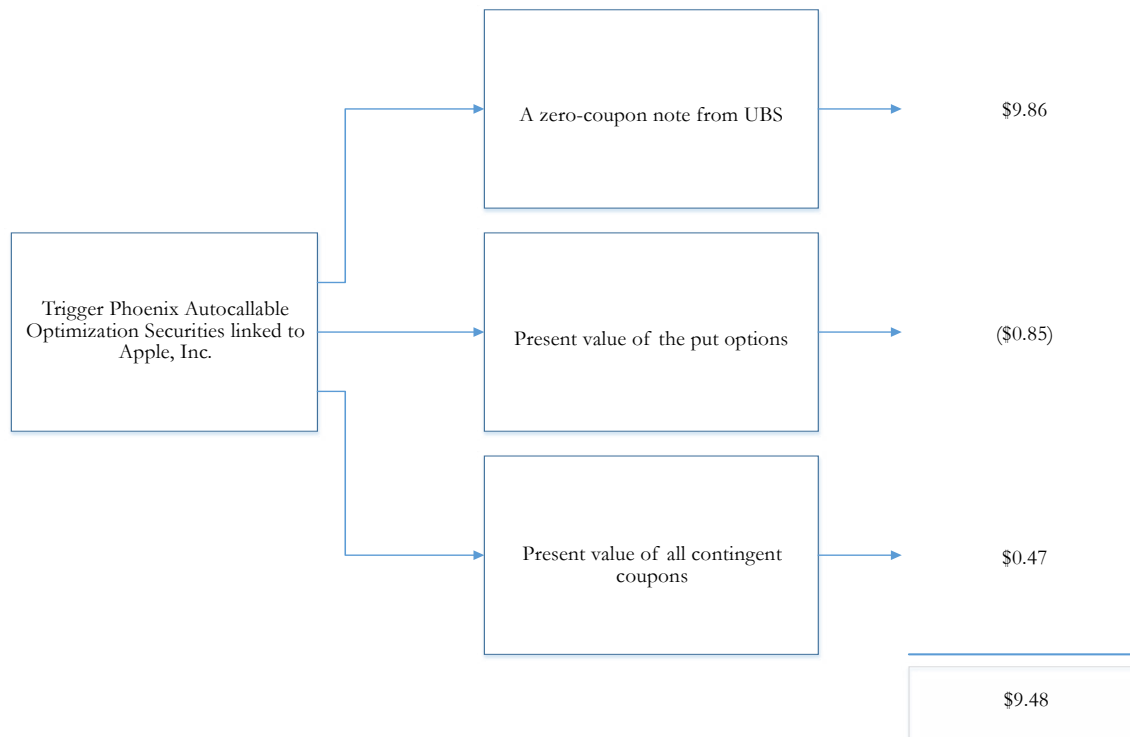 A zero-coupon note from UBS
$9.86
Trigger Phoenix Autocallable
Optimization Securities linked to
Apple, Inc.
Present value of the put options
($0.85)
Present value of all contingent
coupons
$0.47
$9.48